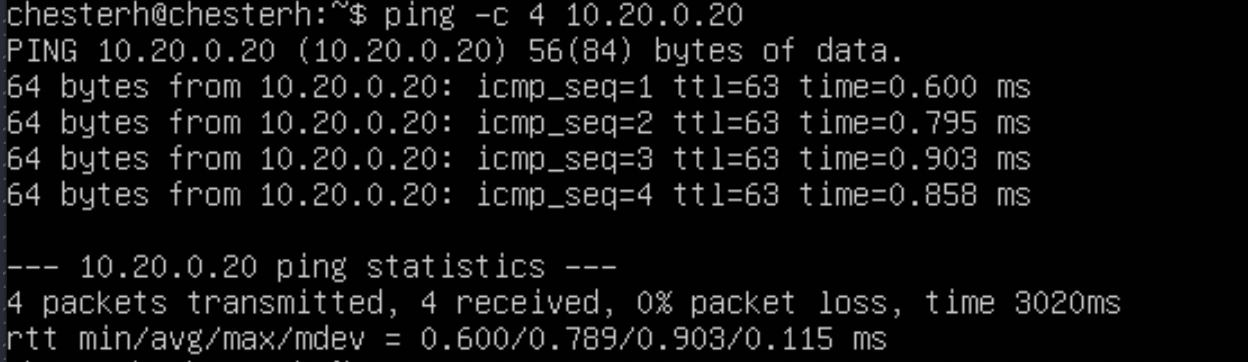 chesterh@chesterh:~$ ping -c 4 10.20.0.20
PING 10.20.0.20 (10.20.0.20) 56(84) bytes of data.
64 bytes from 10.20.0.20: icmp_seq=1 ttl=63 time=0.600 ms
64 bytes from 10.20.0.20: icmp_seq=2 ttl=63 time=0.795 ms
64 bytes from 10.20.0.20: icmp_seq=3 ttl=63 time=0.903 ms
64 bytes from 10.20.0.20: icmp_seq=4 ttl=63 time=0.858 ms
--- 10.20.0.20 ping statistics ---
4 packets transmitted, 4 received, 0% packet loss, time 3020ms
rtt min/avg/max/mdev = 0.600/0.789/0.903/0.115 ms